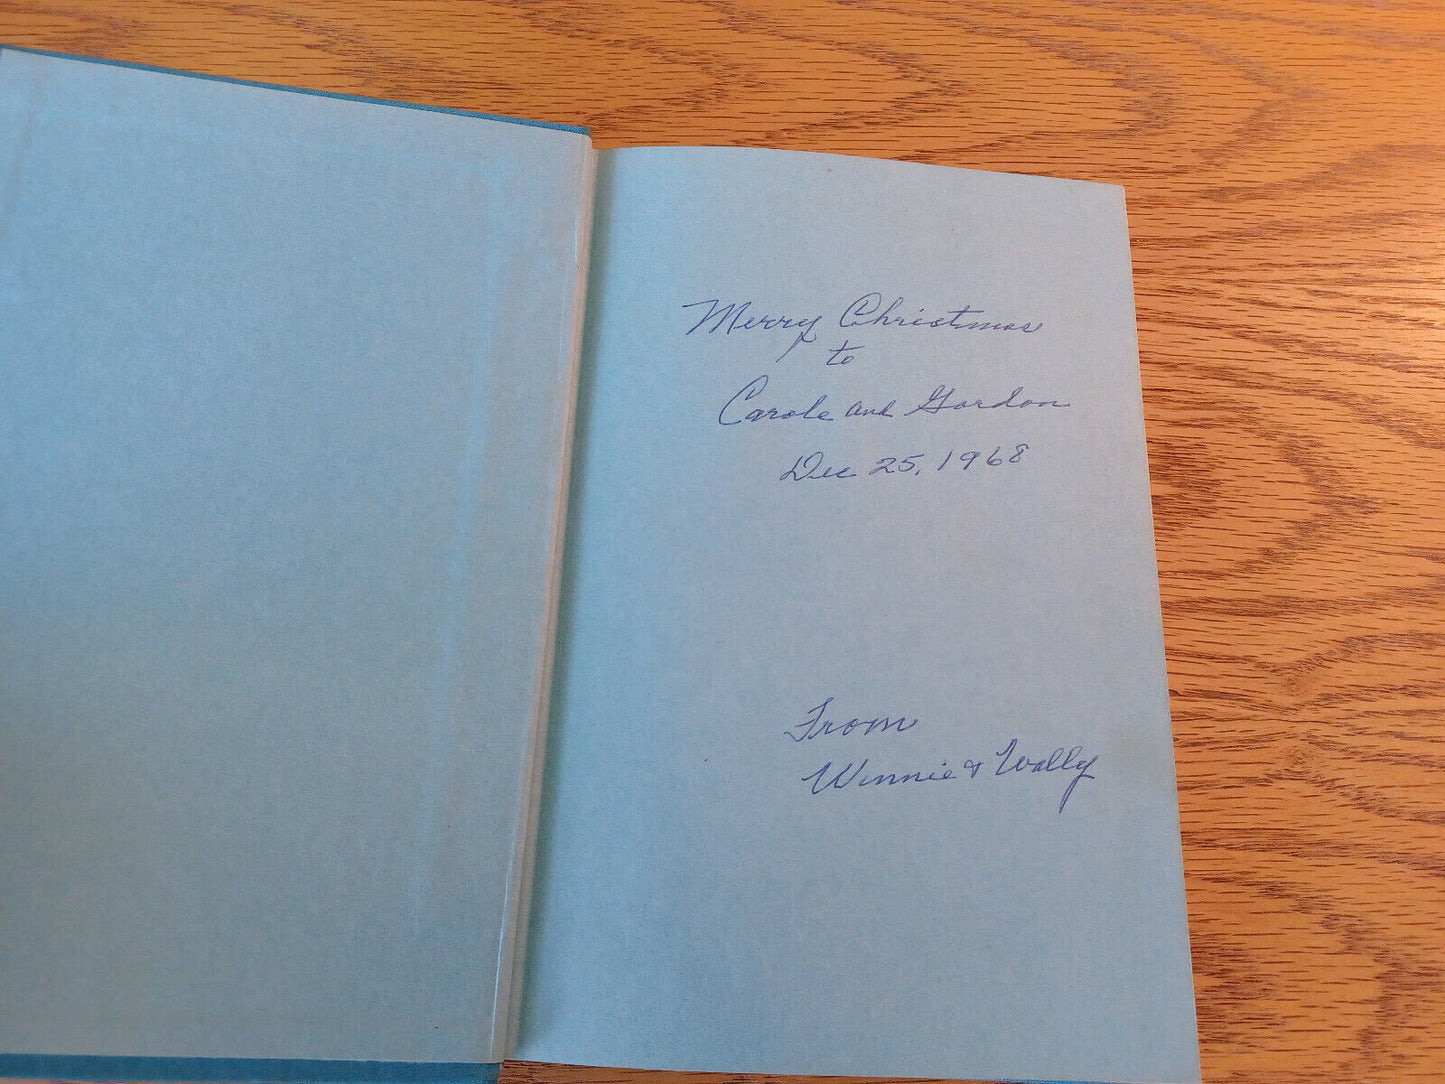 Merry Christmas
to
Carole and Gordon
Dec 25, 1968
From
Winnie & Wally